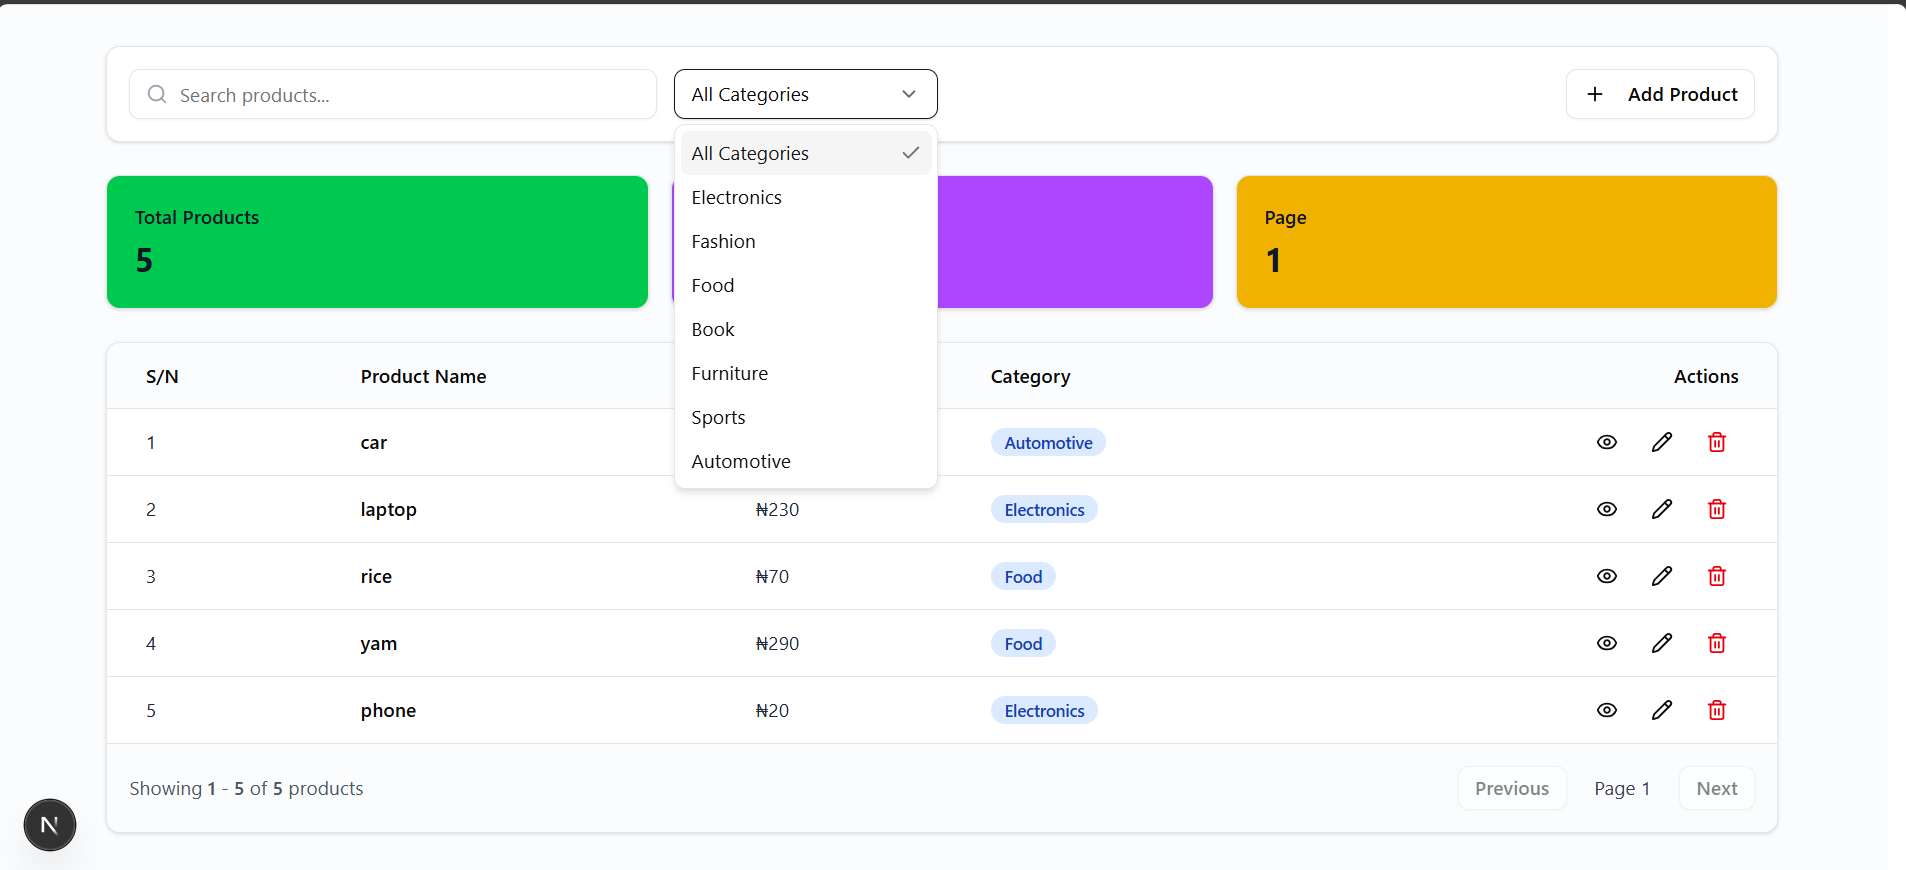 Search products...
All Categories
Add Product
All Categories
Electronics
Fashion
Food
Book
Furniture
Sports
Automotive
Total Products
5
Page
1
S/N Product Name Category Actions
1 car Automotive
2 laptop ₦230 Electronics
3 rice ₦70 Food
4 yam ₦290 Food
5 phone ₦20 Electronics
Showing 1 - 5 of 5 products
Previous Page 1 Next
N